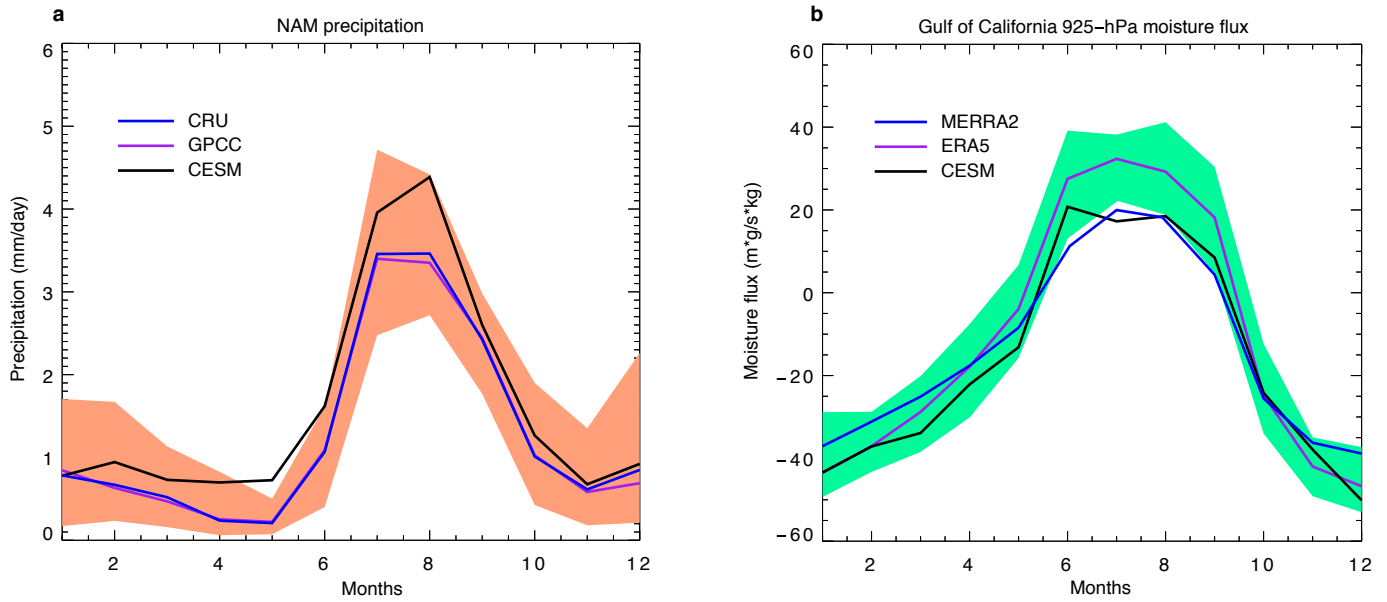 a
NAM precipitation
6
5
4
3
2
1
0
Precipitation (mm/day)
CRU
GPCC
CESM
2
4
6
8
10
12
Months
b
Gulf of California 925−hPa moisture flux
60
40
20
0
−20
−40
−60
Moisture flux (m*g/s*kg)
MERRA2
ERA5
CESM
2
4
6
8
10
12
Months